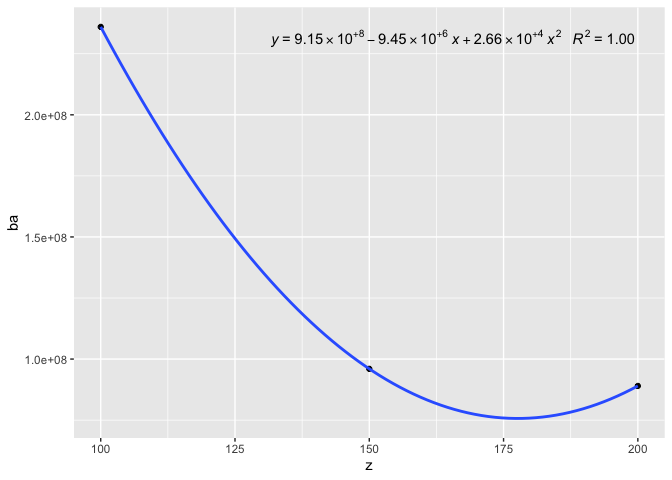 y = 9.15 × 10⁺⁸ – 9.45 × 10⁺⁶ x + 2.66 × 10⁺⁴ x² R² = 1.00
2.0e+08
1.5e+08
1.0e+08
ba
100 125 150 175 200
z